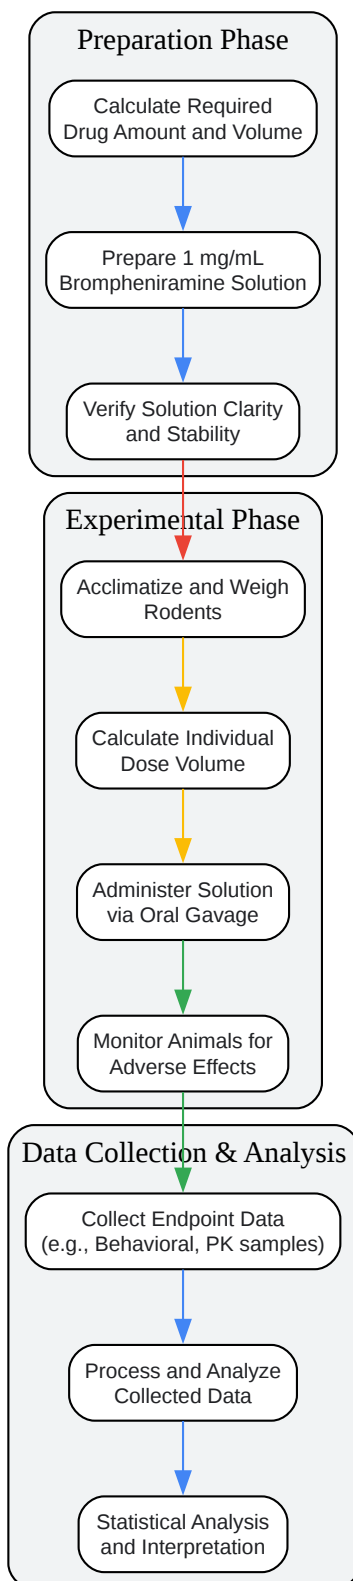 Preparation Phase
Calculate Required
Drug Amount and Volume
Prepare 1 mg/mL
Brompheniramine Solution
Verify Solution Clarity
and Stability
Experimental Phase
Acclimatize and Weigh
Rodents
Calculate Individual
Dose Volume
Administer Solution
via Oral Gavage
Monitor Animals for
Adverse Effects
Data Collection & Analysis
Collect Endpoint Data
(e.g., Behavioral, PK samples)
Process and Analyze
Collected Data
Statistical Analysis
and Interpretation